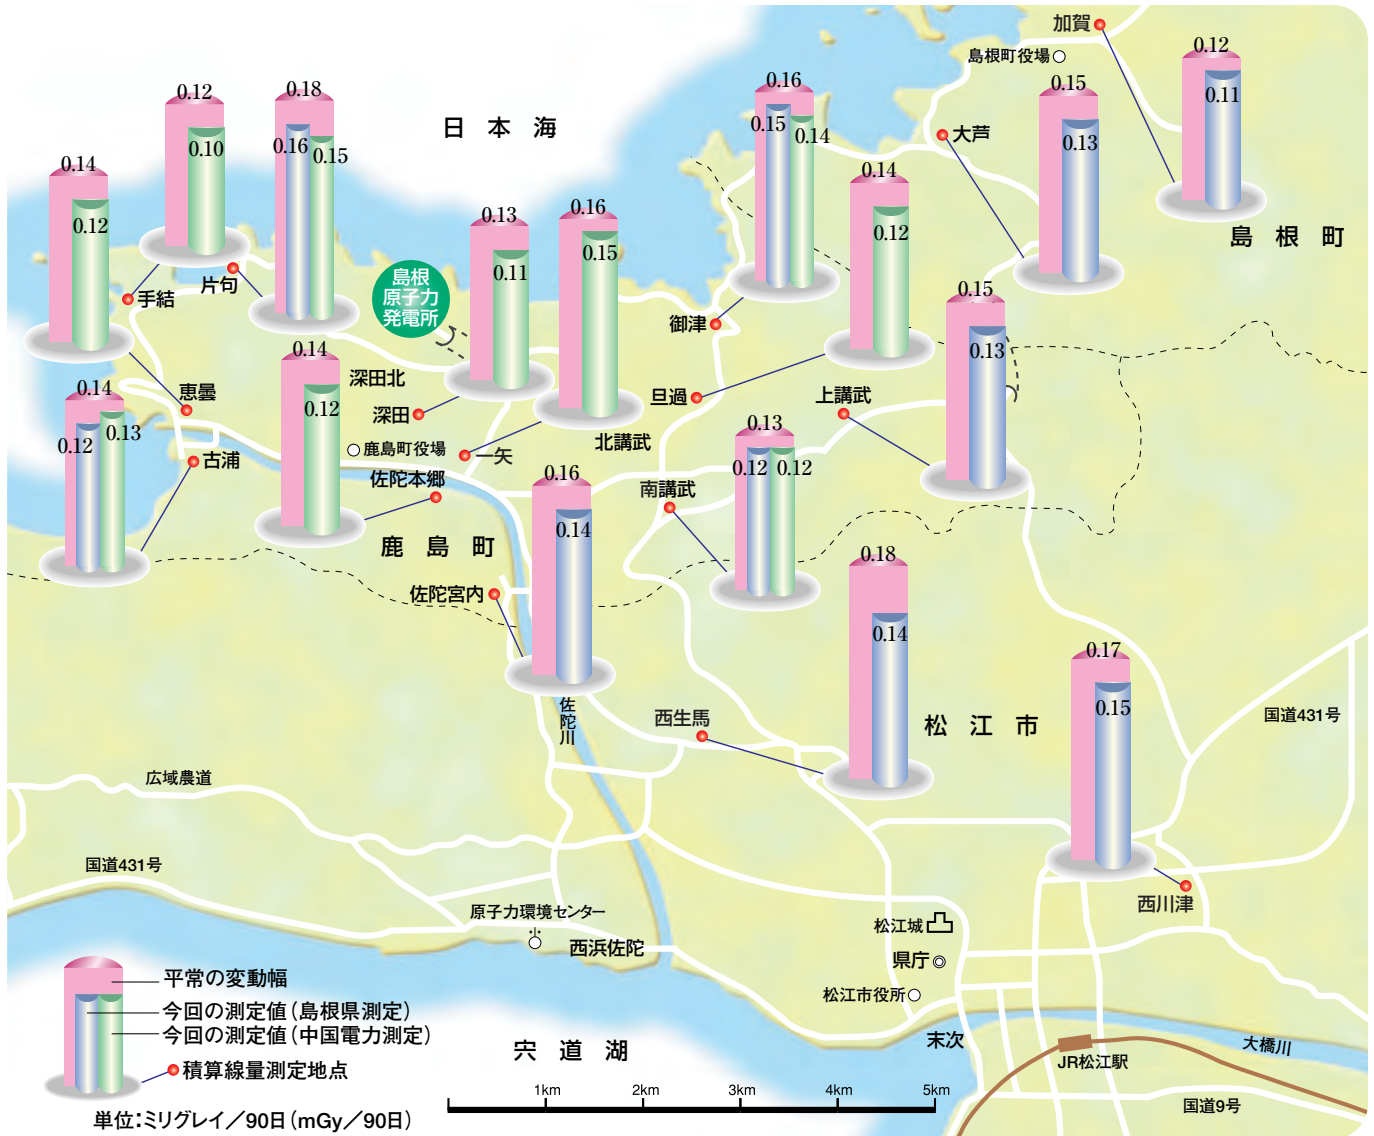 加賀
島根町役場
0.12
0.11
0.15
0.13
大芦
0.16
0.15
0.14
日本海
0.12
0.10
0.18
0.16
0.15
0.14
0.12
0.14
0.12
0.13
0.11
0.16
0.15
島根町
手結
片句
島根
原子力
発電所
御津
0.15
0.13
0.14
0.12
深田北
深田
旦過
上講武
恵曇
0.14
0.12
0.13
古浦
鹿島町役場
一矢
北講武
佐陀本郷
0.13
0.12
0.12
南講武
0.16
0.14
鹿島町
佐陀宮内
0.18
0.14
佐陀川
西生馬
松江市
0.17
0.15
国道431号
広域農道
国道431号
西川津
原子力環境センター
西浜佐陀
松江城
県庁
松江市役所
末次
大橋川
JR松江駅
国道9号
宍道湖
平常の変動幅
今回の測定値(島根県測定)
今回の測定値(中国電力測定)
積算線量測定地点
単位:ミリグレイ/90日(mGy/90日)
1km 2km 3km 4km 5km